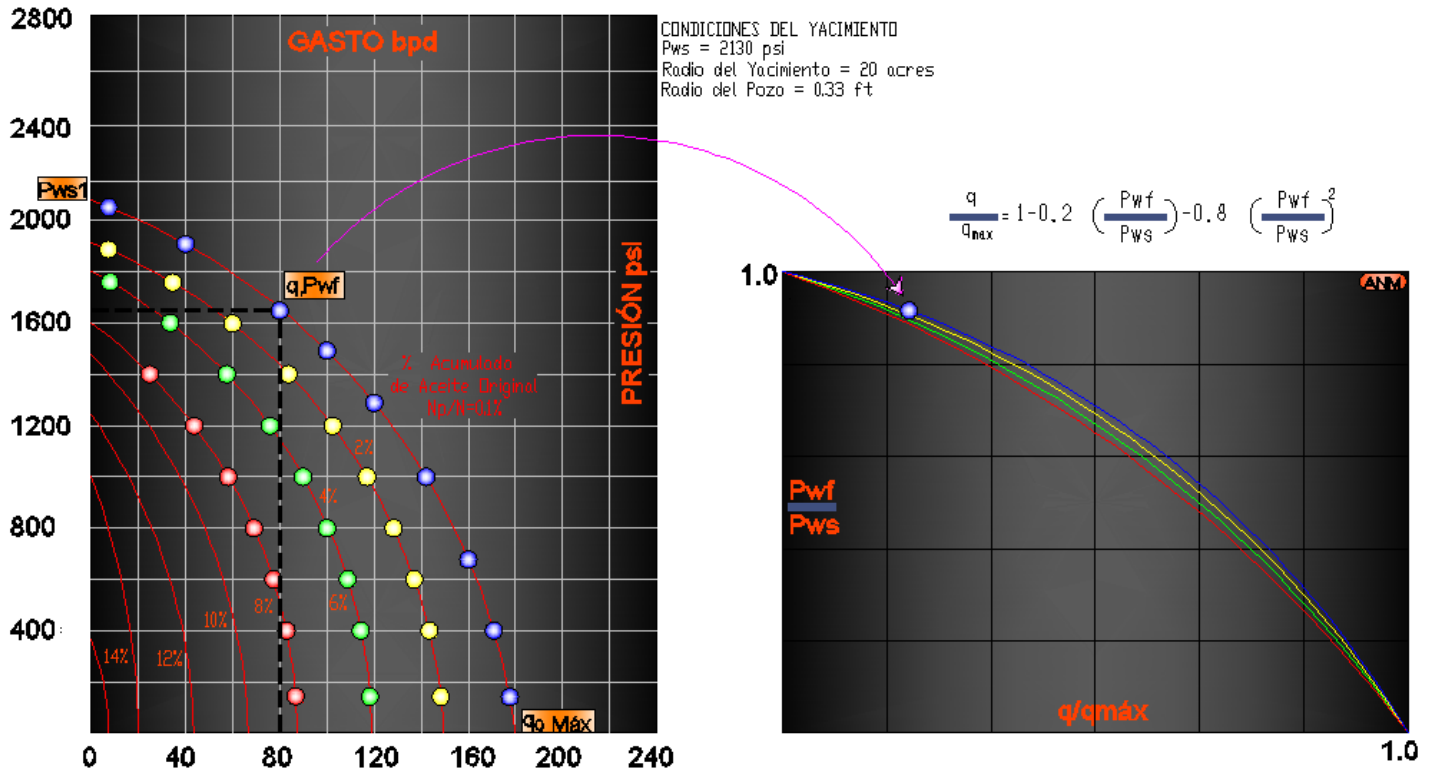 2800
2400
2000
1600
1200
800
400
0
40
80
120
160
200
240
GASTO bpd
PRESIÓN psi
Pws1
q,Pwf
qo Máx
% Acumulado
de Aceite Original
Np/N=0.1%
2%
4%
6%
8%
10%
12%
14%
CONDICIONES DEL YACIMIENTO
Pws = 2130 psi
Radio del Yacimiento = 20 acres
Radio del Pozo = 0.33 ft
q/qmax = 1-0.2 (Pwf/Pws)-0.8 (Pwf/Pws)²
1.0
ANM
Pwf
Pws
q/qmáx
1.0